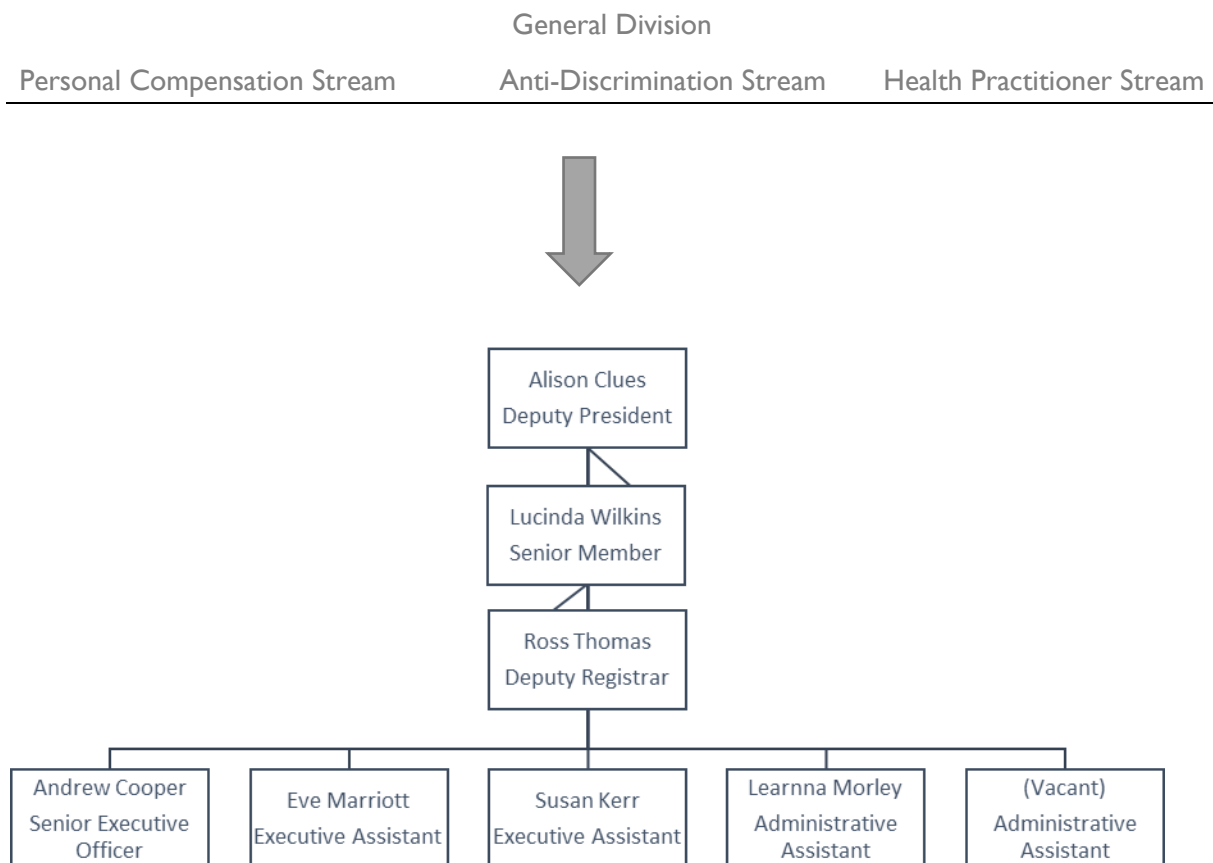 General Division
Personal Compensation Stream Anti-Discrimination Stream Health Practitioner Stream
Alison Clues
Deputy President
Lucinda Wilkins
Senior Member
Ross Thomas
Deputy Registrar
Andrew Cooper
Senior Executive
Officer
Eve Marriott
Executive Assistant
Susan Kerr
Executive Assistant
Learnna Morley
Administrative
Assistant
(Vacant)
Administrative
Assistant